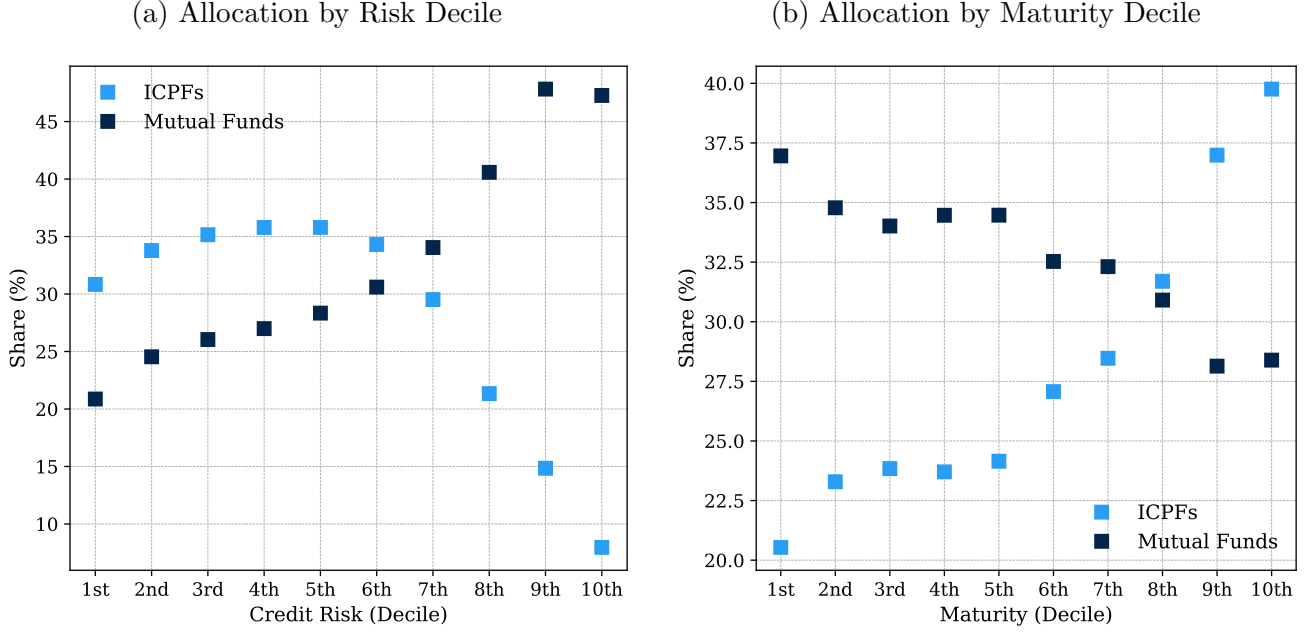 (a) Allocation by Risk Decile
ICPFs
Mutual Funds
45
40
35
30
25
20
15
10
Share (%)
1st 2nd 3rd 4th 5th 6th 7th 8th 9th 10th
Credit Risk (Decile)
(b) Allocation by Maturity Decile
40.0
37.5
35.0
32.5
30.0
27.5
25.0
22.5
20.0
Share (%)
ICPFs
Mutual Funds
1st 2nd 3rd 4th 5th 6th 7th 8th 9th 10th
Maturity (Decile)